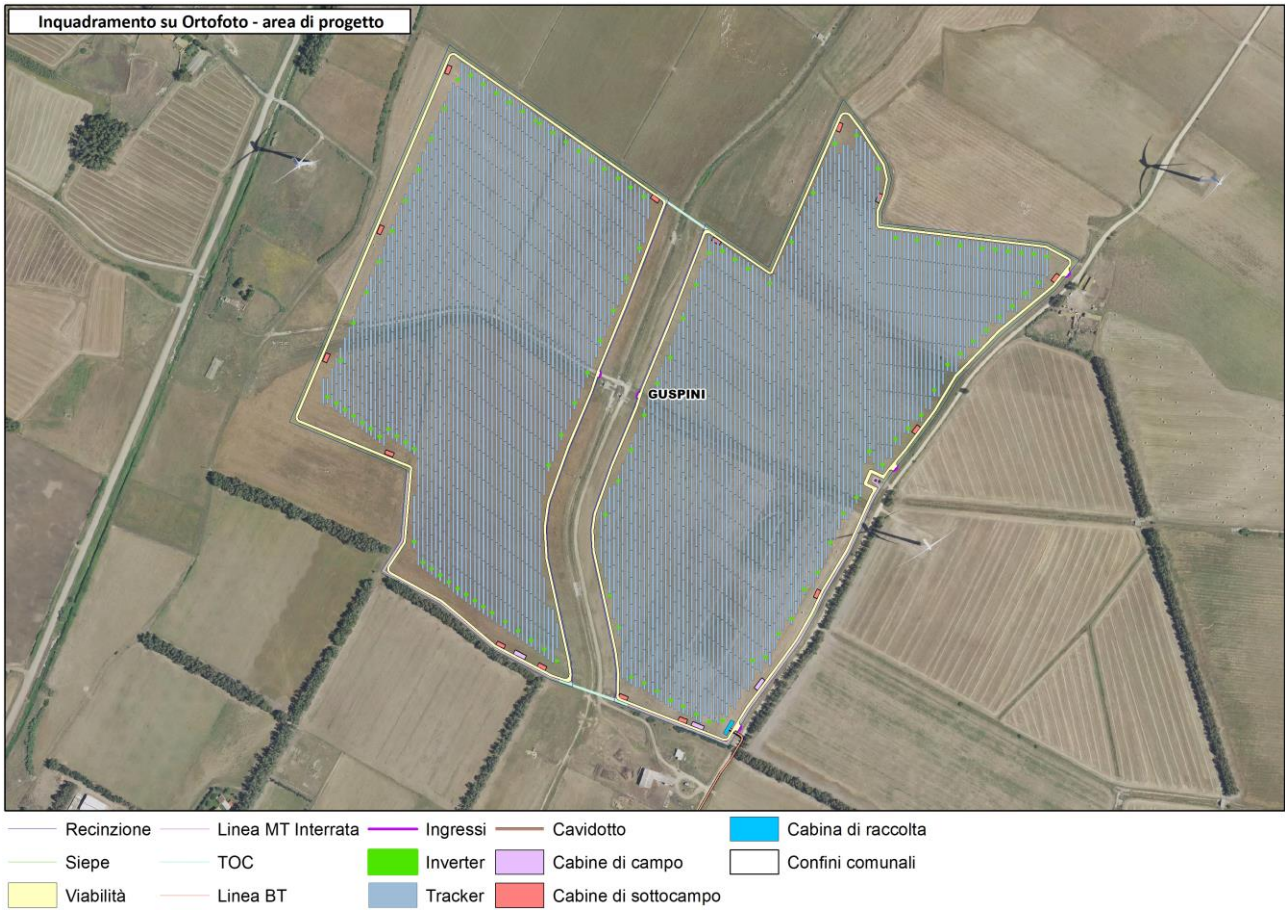 Inquadramento su Ortofoto - area di progetto
GUSPINI
Recinzione
Linea MT Interrata
Ingressi
Cavidotto
Cabina di raccolta
Siepe
TOC
Inverter
Cabine di campo
Confini comunali
Viabilità
Linea BT
Tracker
Cabine di sottocampo